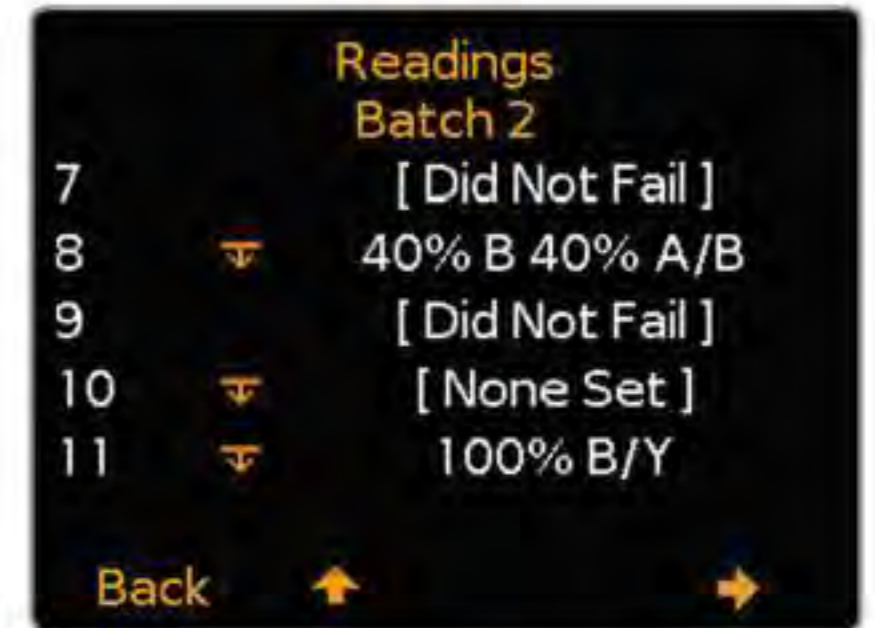 Readings
Batch 2
7 [ Did Not Fail ]
8 40% B 40% A/B
9 [ Did Not Fail ]
10 [ None Set ]
11 100% B/Y
Back